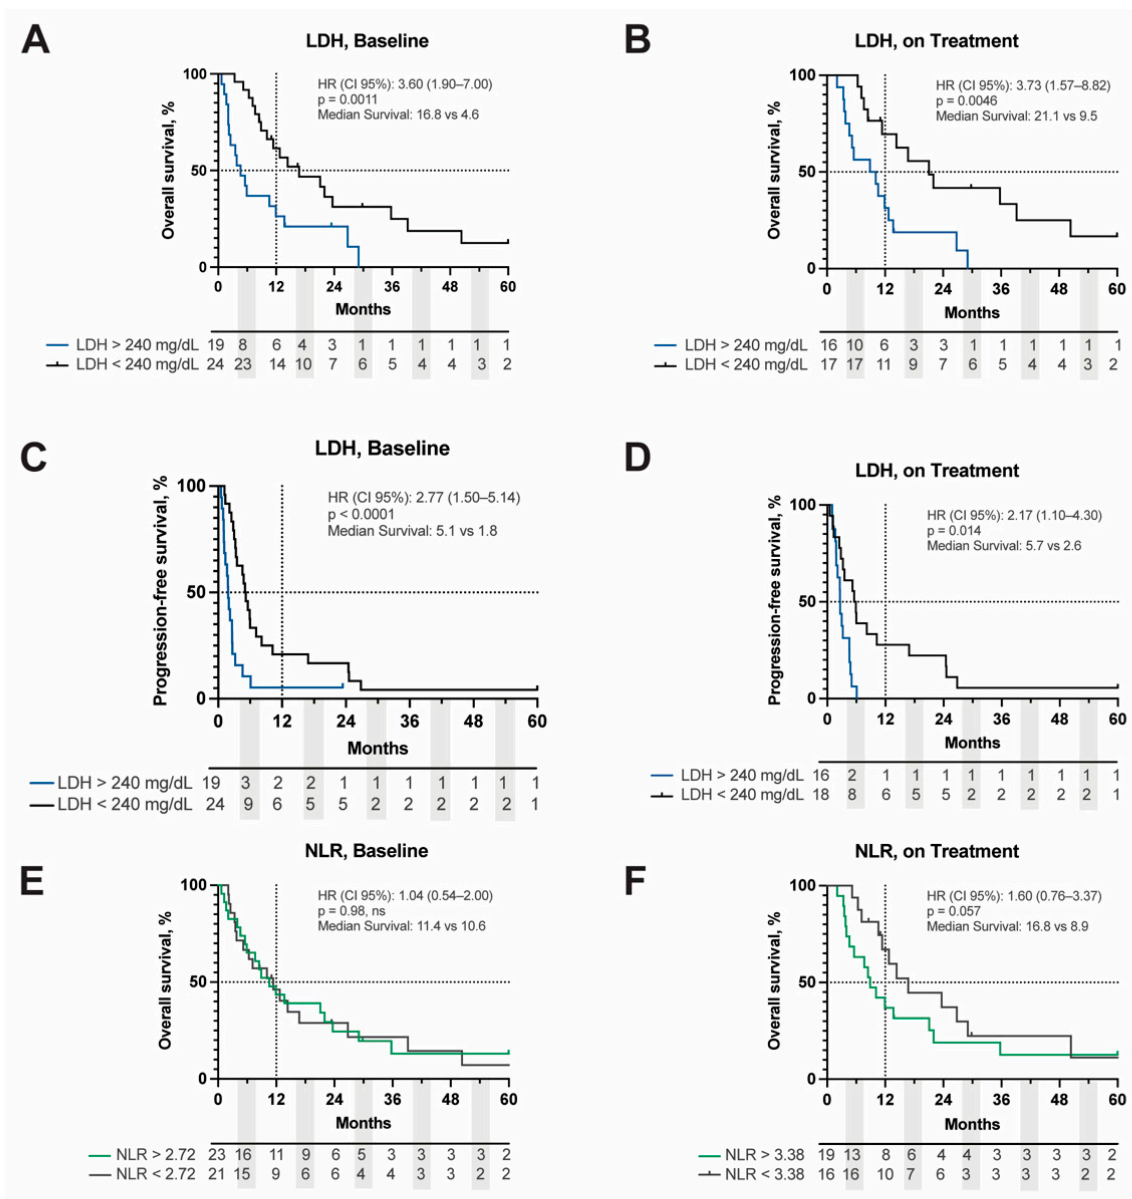 A
LDH, Baseline
HR (CI 95%): 3.60 (1.90–7.00)
p = 0.0011
Median Survival: 16.8 vs 4.6
Overall survival, %
100
50
0
0 12 24 36 48 60
Months
LDH > 240 mg/dL 19 8 6 4 3 1 1 1 1 1 1
LDH < 240 mg/dL 24 23 14 10 7 6 5 4 4 3 2
B
LDH, on Treatment
HR (CI 95%): 3.73 (1.57–8.82)
p = 0.0046
Median Survival: 21.1 vs 9.5
Overall survival, %
100
50
0
0 12 24 36 48 60
Months
LDH > 240 mg/dL 16 10 6 3 3 1 1 1 1 1 1
LDH < 240 mg/dL 17 17 11 9 7 6 5 4 4 3 2
C
LDH, Baseline
HR (CI 95%): 2.77 (1.50–5.14)
p < 0.0001
Median Survival: 5.1 vs 1.8
Progression-free survival, %
100
50
0
0 12 24 36 48 60
Months
LDH > 240 mg/dL 19 3 2 2 1 1 1 1 1 1 1
LDH < 240 mg/dL 24 9 6 5 5 2 2 2 2 2 1
D
LDH, on Treatment
HR (CI 95%): 2.17 (1.10–4.30)
p = 0.014
Median Survival: 5.7 vs 2.6
Progression-free survival, %
100
50
0
0 12 24 36 48 60
Months
LDH > 240 mg/dL 16 2 1 1 1 1 1 1 1 1 1
LDH < 240 mg/dL 18 8 6 5 5 2 2 2 2 2 1
E
NLR, Baseline
HR (CI 95%): 1.04 (0.54–2.00)
p = 0.98, ns
Median Survival: 11.4 vs 10.6
Overall survival, %
100
50
0
0 12 24 36 48 60
Months
NLR > 2.72 23 16 11 9 6 5 3 3 3 3 2
NLR < 2.72 21 15 9 6 6 4 4 3 3 2 2
F
NLR, on Treatment
HR (CI 95%): 1.60 (0.76–3.37)
p = 0.057
Median Survival: 16.8 vs 8.9
Overall survival, %
100
50
0
0 12 24 36 48 60
Months
NLR > 3.38 19 13 8 6 4 4 3 3 3 3 2
NLR < 3.38 16 16 10 7 6 3 3 3 3 2 2